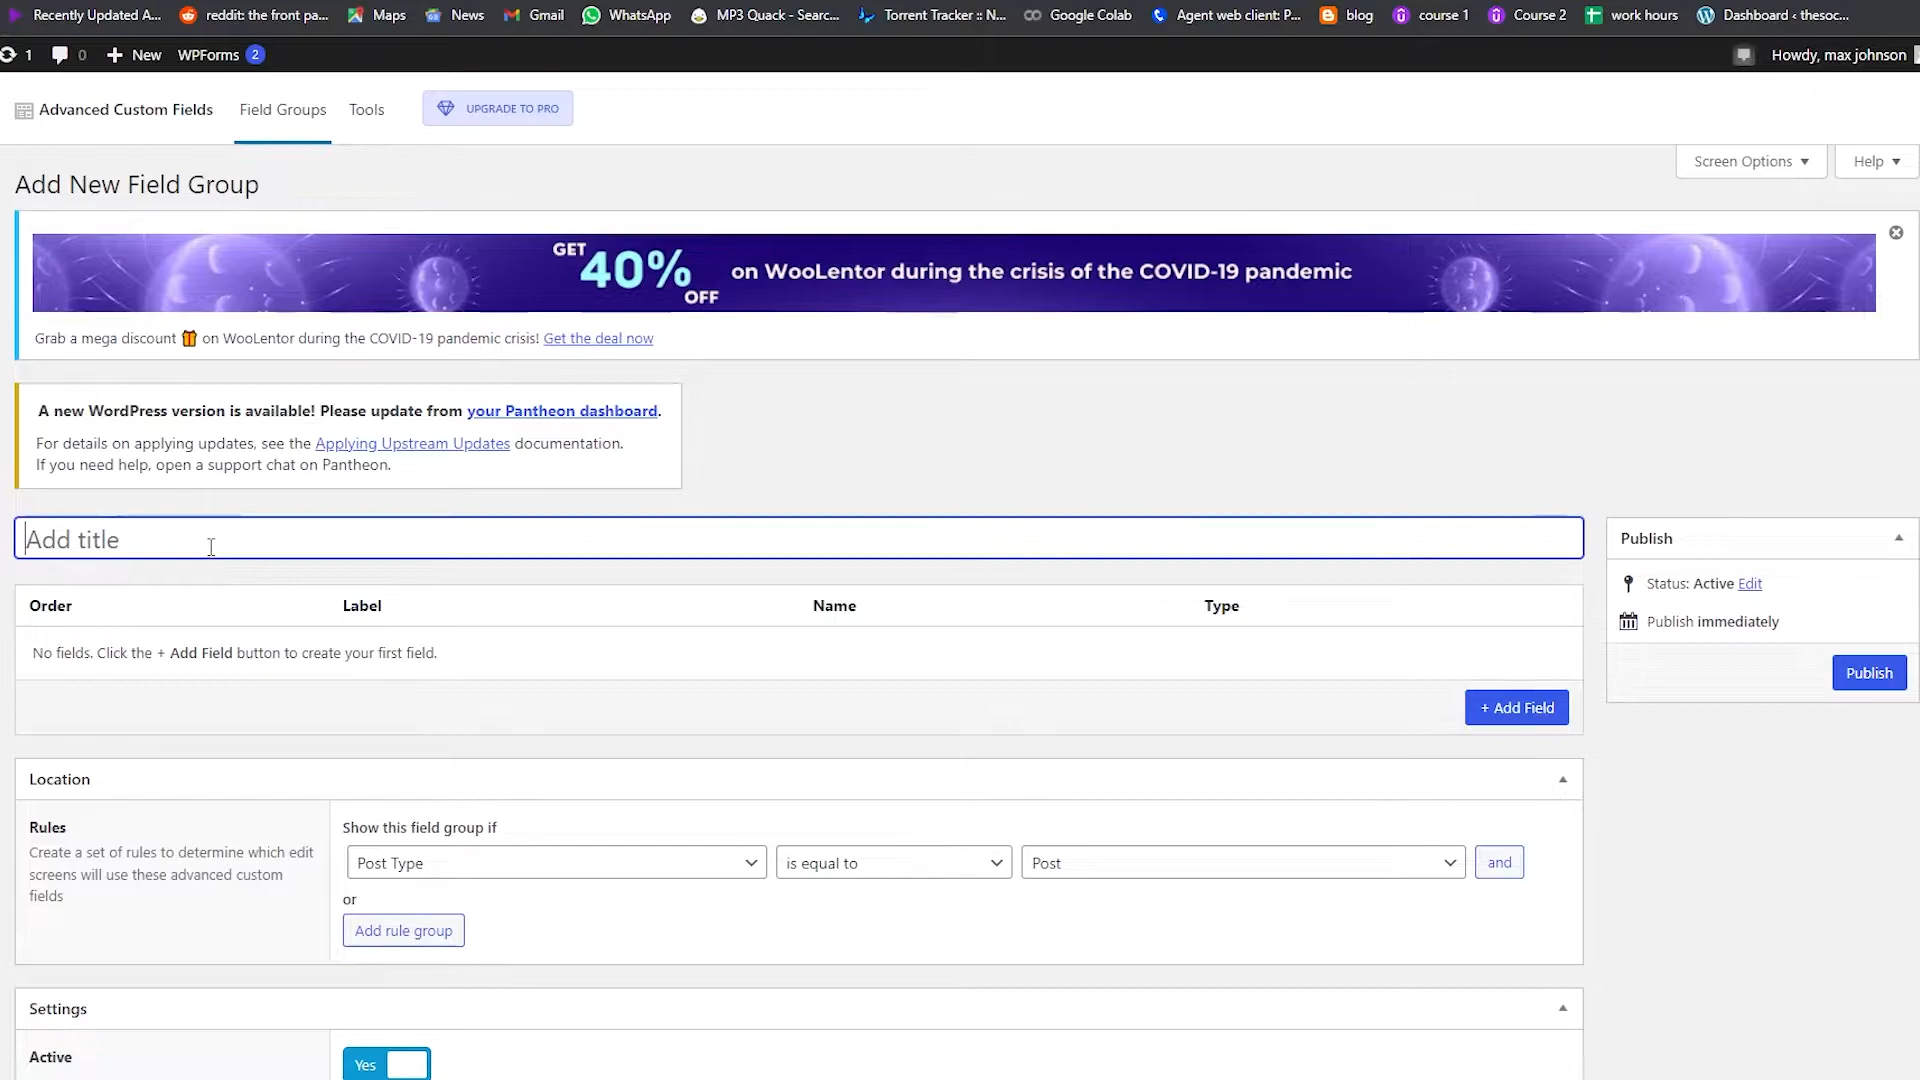 Recently Updated A... reddit: the front pa... Maps News Gmail WhatsApp MP3 Quack - Searc... Torrent Tracker :: N... Google Colab Agent web client: P... blog course 1 Course 2 work hours Dashboard ‹ thesoc...
1 0 New WPForms 2 Howdy, max johnson
Advanced Custom Fields Field Groups Tools UPGRADE TO PRO
Screen Options Help
Add New Field Group
GET 40% OFF on WooLentor during the crisis of the COVID-19 pandemic
Grab a mega discount on WooLentor during the COVID-19 pandemic crisis! Get the deal now
A new WordPress version is available! Please update from your Pantheon dashboard.
For details on applying updates, see the Applying Upstream Updates documentation.
If you need help, open a support chat on Pantheon.
Add title
Publish
Status: Active Edit
Publish immediately
Publish
Order Label Name Type
No fields. Click the + Add Field button to create your first field.
+ Add Field
Location
Rules
Create a set of rules to determine which edit
screens will use these advanced custom
fields
Show this field group if
Post Type is equal to Post and
or
Add rule group
Settings
Active
Yes